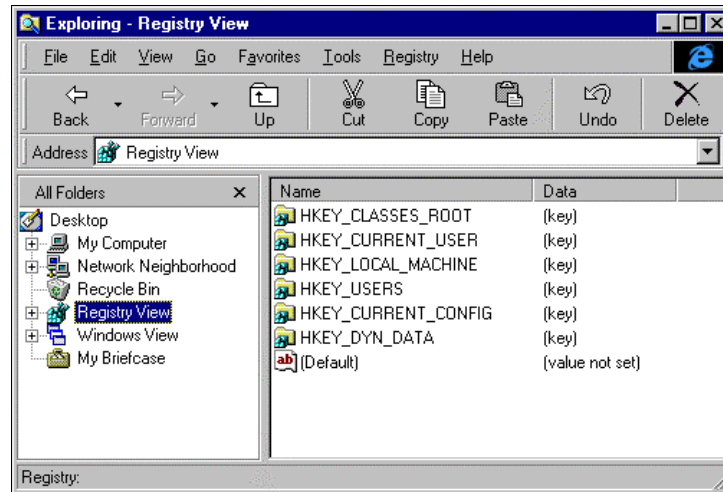 Exploring - Registry View
File Edit View Go Favorites Tools Registry Help
Back Forward Up Cut Copy Paste Undo Delete
Address Registry View
All Folders
Desktop
My Computer
Network Neighborhood
Recycle Bin
Registry View
Windows View
My Briefcase
Name Data
HKEY_CLASSES_ROOT (key)
HKEY_CURRENT_USER (key)
HKEY_LOCAL_MACHINE (key)
HKEY_USERS (key)
HKEY_CURRENT_CONFIG (key)
HKEY_DYN_DATA (key)
ab (Default) (value not set)
Registry: